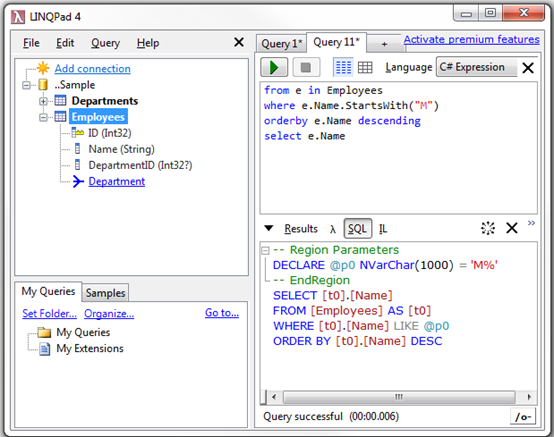 LINQPad 4
File Edit Query Help
Add connection
..Sample
Departments
Employees
ID (Int32)
Name (String)
DepartmentID (Int32?)
Department
My Queries Samples
Set Folder... Organize... Go to...
My Queries
My Extensions
Query 1* Query 11* + Activate premium features
Language C# Expression
from e in Employees
where e.Name.StartsWith("M")
orderby e.Name descending
select e.Name
Results λ SQL IL
-- Region Parameters
DECLARE @p0 NVarChar(1000) = 'M%'
-- EndRegion
SELECT [t0].[Name]
FROM [Employees] AS [t0]
WHERE [t0].[Name] LIKE @p0
ORDER BY [t0].[Name] DESC
Query successful (00:00.006) /o-